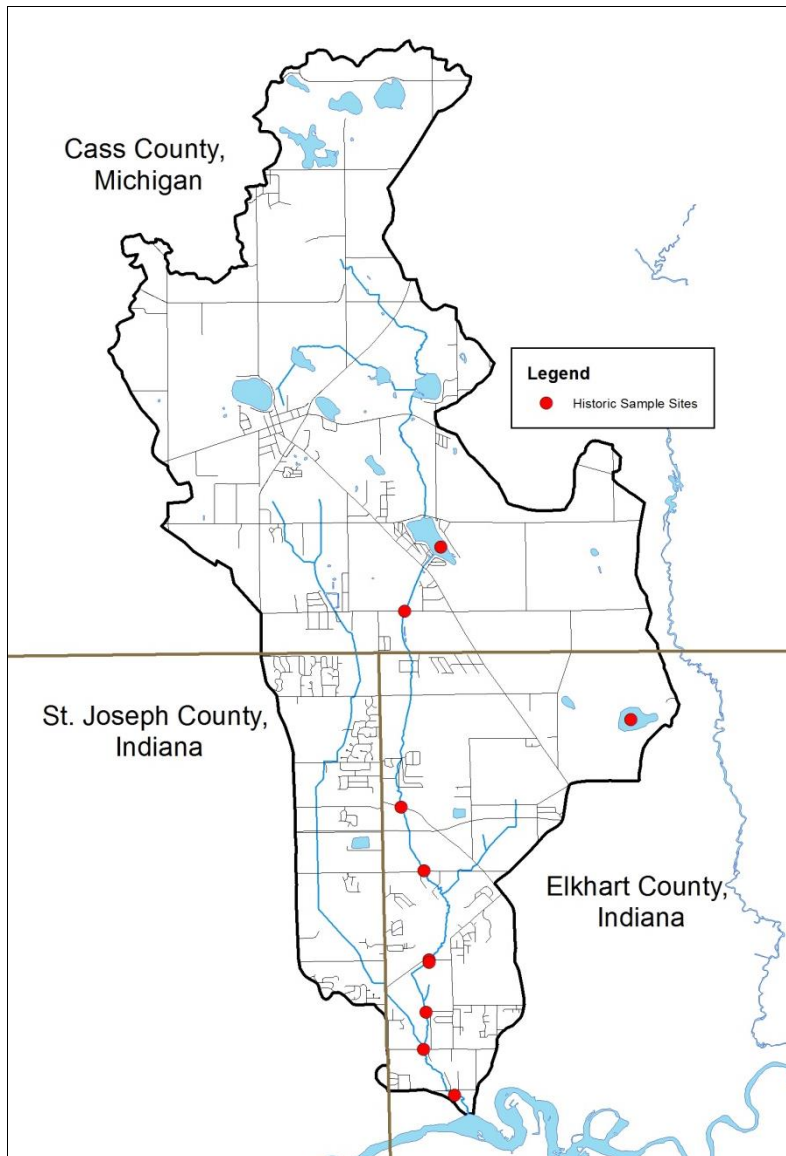 Cass County,
Michigan
Legend
Historic Sample Sites
St. Joseph County,
Indiana
Elkhart County,
Indiana